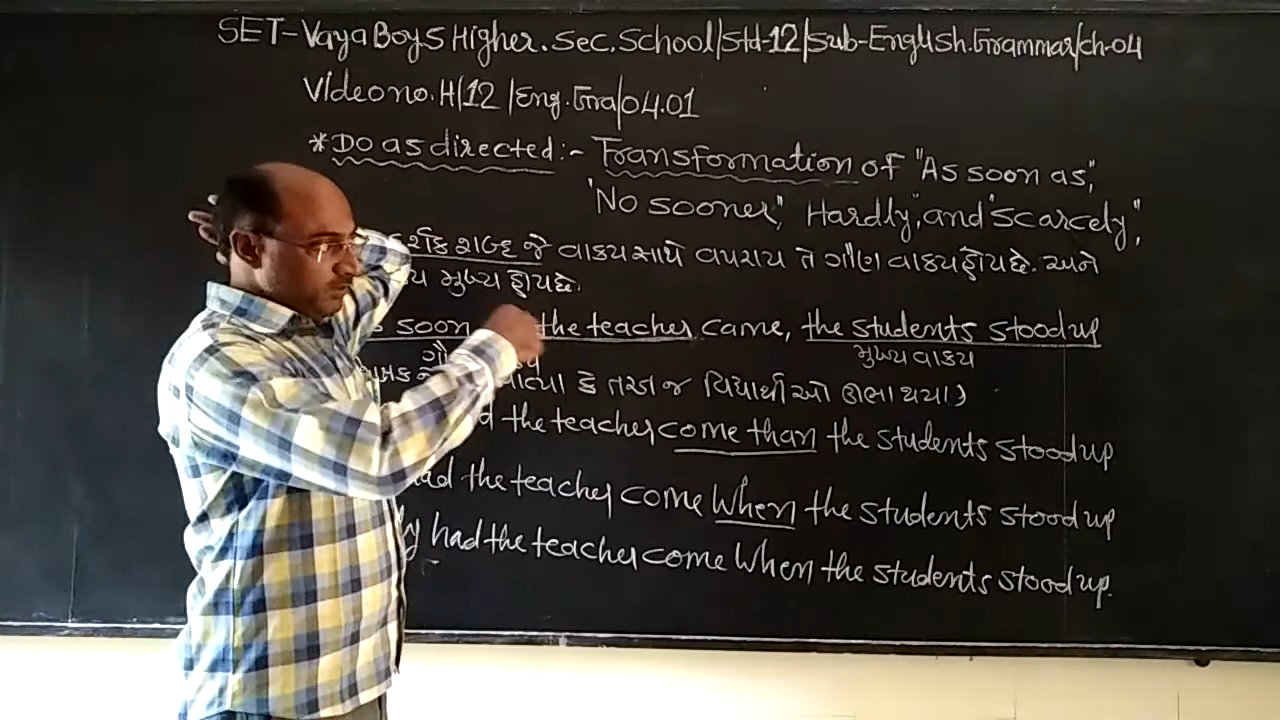 SET-Vaya Boys Higher.Sec.School/Std-12/Sub-English.Grammar/ch-04
Video no.H/12/Eng.Gra/04.01
*Do as directed:- Transformation of "As soon as,"
"No sooner," Hardly", and "Scarcely",
શબ્દ જે વાક્ય સાથે વપરાય તે ગૌણ વાક્ય હોય છે. અને
મુખ્ય હોય છે.
soon the teacher came, the students stood up
મુખ્ય વાક્ય
કે તરત જ વિદ્યાર્થીઓ ઊભા થયા)
the teacher come than the students stood up
had the teacher come when the students stood up
had the teacher come when the students stood up.